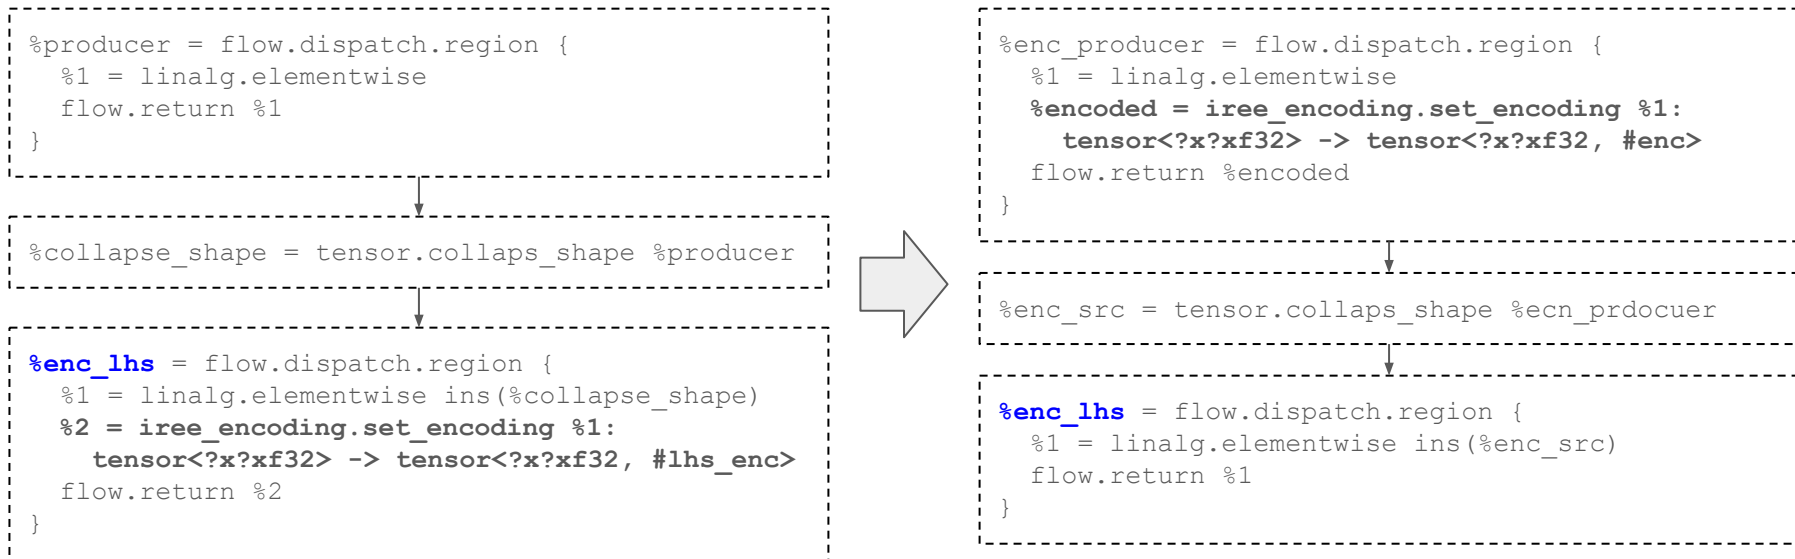 %producer = flow.dispatch.region {
  %1 = linalg.elementwise
  flow.return %1
}
%collapse_shape = tensor.collaps_shape %producer
%enc_lhs = flow.dispatch.region {
  %1 = linalg.elementwise ins(%collapse_shape)
  %2 = iree_encoding.set_encoding %1:
    tensor<?x?xf32> -> tensor<?x?xf32, #lhs_enc>
  flow.return %2
}
%enc_producer = flow.dispatch.region {
  %1 = linalg.elementwise
  %encoded = iree_encoding.set_encoding %1:
    tensor<?x?xf32> -> tensor<?x?xf32, #enc>
  flow.return %encoded
}
%enc_src = tensor.collaps_shape %ecn_prdocuer
%enc_lhs = flow.dispatch.region {
  %1 = linalg.elementwise ins(%enc_src)
  flow.return %1
}